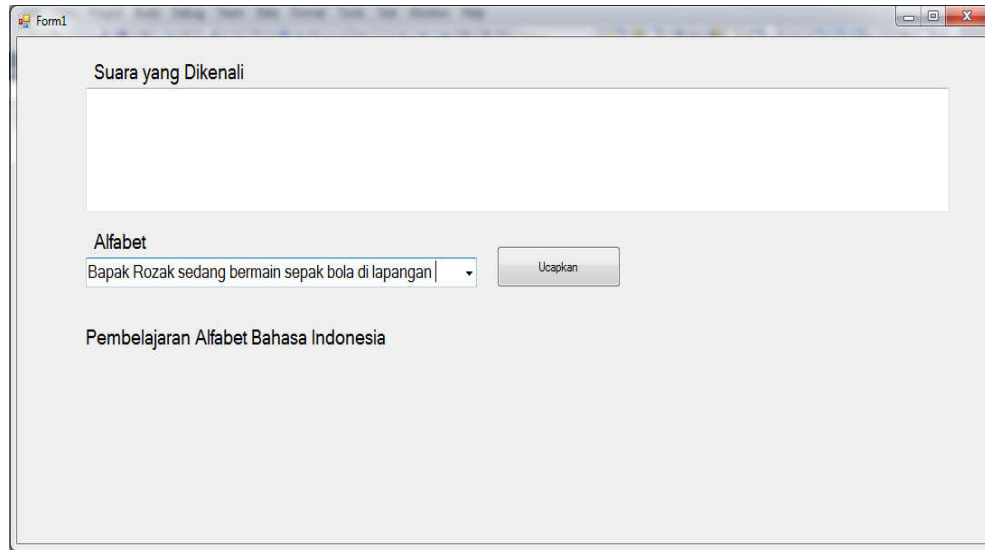 Form1
Suara yang Dikenali
Alfabet
Bapak Rozak sedang bermain sepak bola di lapangan
Ucapkan
Pembelajaran Alfabet Bahasa Indonesia